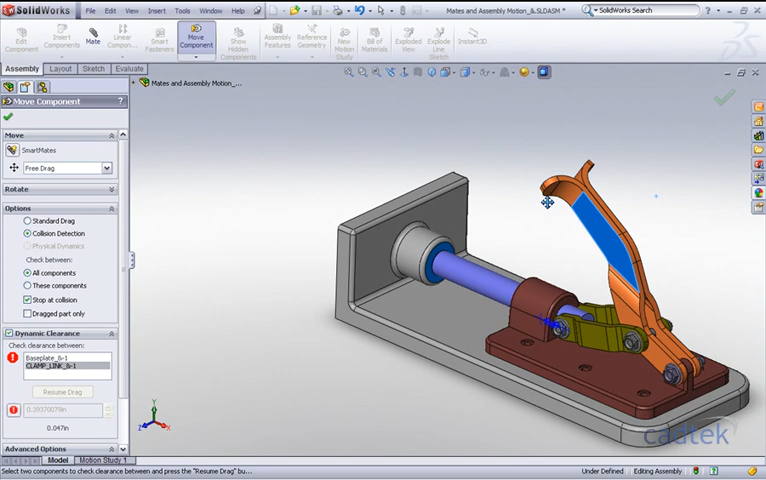 SolidWorks File Edit View Insert Tools Window Help Mates and Assembly Motion_&.SLDASM * SolidWorks Search
Edit Component
Insert Components
Mate
Linear Compon...
Smart Fasteners
Move Component
Show Hidden Components
Assembly Features
Reference Geometry
New Motion Study
Bill of Materials
Exploded View
Explode Line Sketch
Instant3D
Assembly Layout Sketch Evaluate
Mates and Assembly Motion_...
Move Component ?
Move
SmartMates
Free Drag
Rotate
Options
Standard Drag
Collision Detection
Physical Dynamics
Check between:
All components
These components
Stop at collision
Dragged part only
Dynamic Clearance
Check clearance between:
Baseplate_&-1
CLAMP_LINK_&-1
Resume Drag
0.39370079in
0.047in
Advanced Options
Y
Z X
cadtek
Model Motion Study 1
Select two components to check clearance between and press the "Resume Drag" bu... Under Defined Editing Assembly